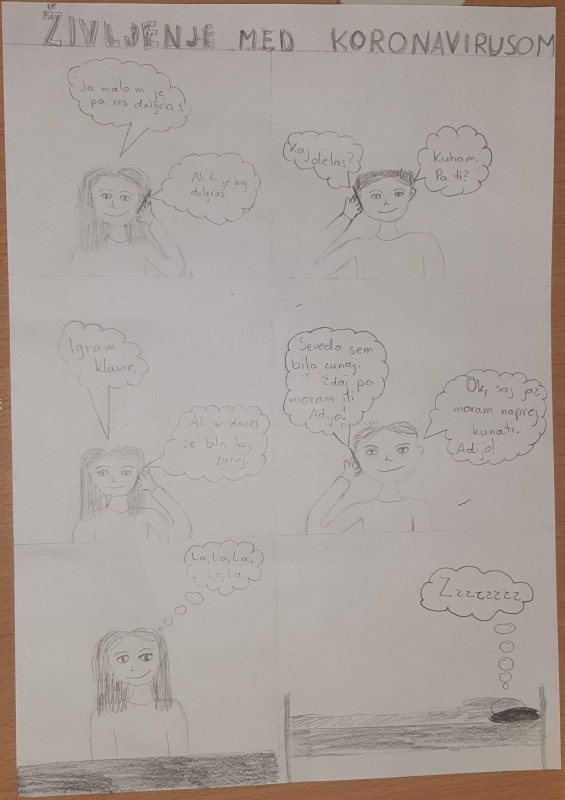 ŽIVLJENJE MED KORONAVIRUSOM
Ja malo mi je
pa res dolgčas
Ali ti je kaj
dolgčas.
Kaj delaš?
Kuham.
Pa ti?
Igram
klavir.
Ali si danes
že bila kaj
zunaj.
Seveda sem
bila zunaj.
Zdaj pa
moram iti.
Adijo!
Ok, saj jaz
moram naprej
kuhati.
Adijo!
La, La, La,
La, La
Zzzzzzzz